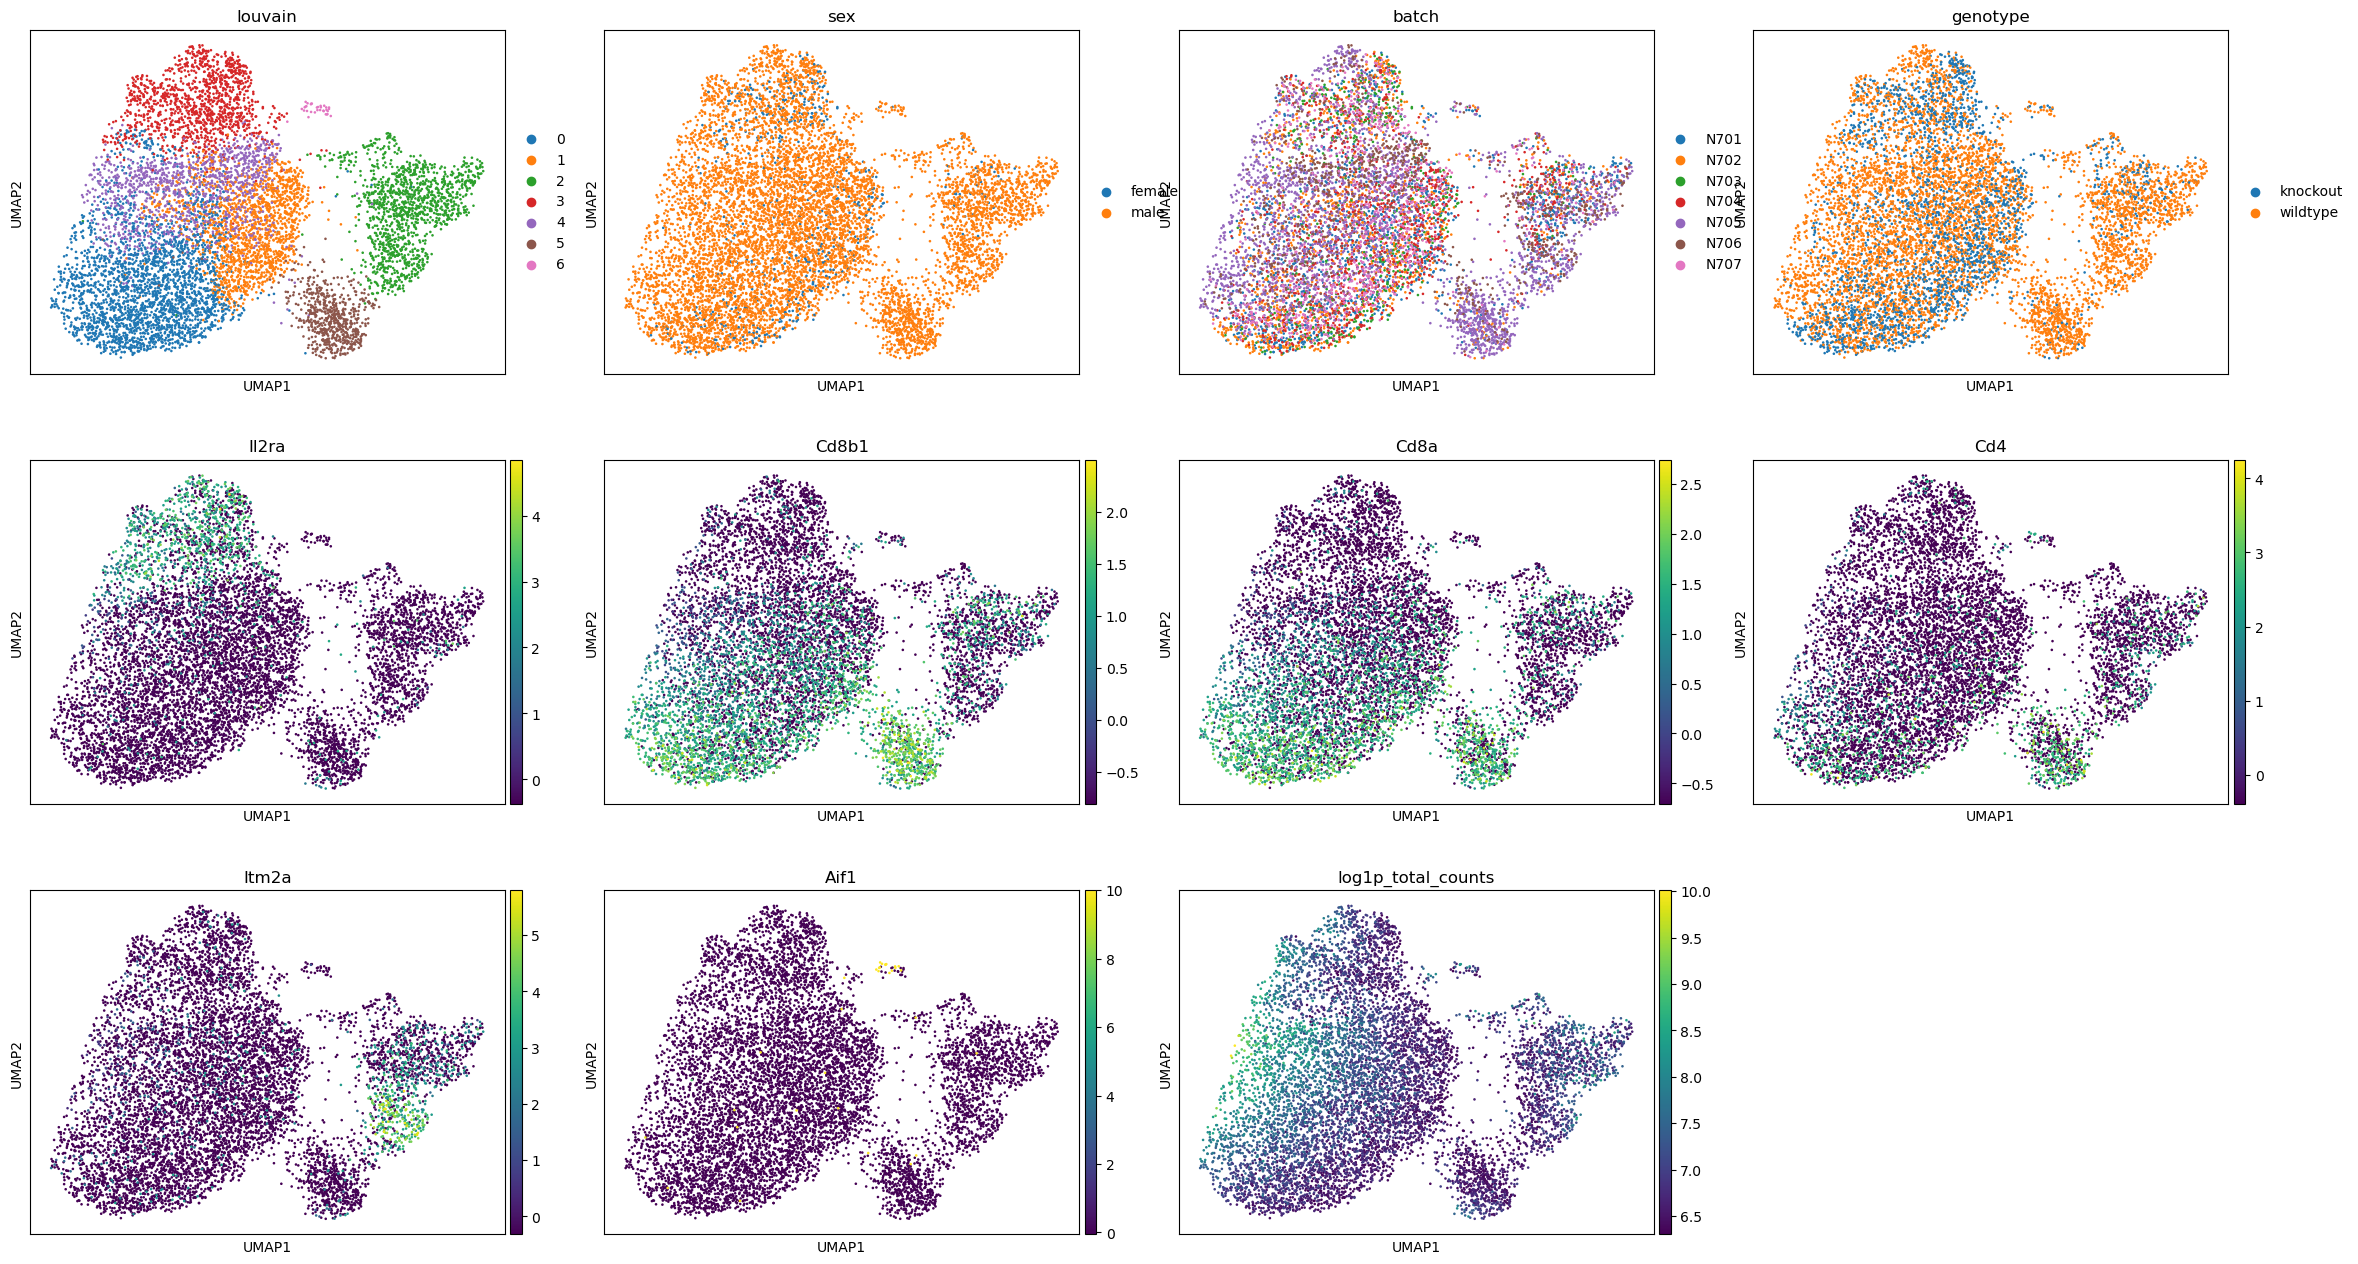 louvain
UMAP2
UMAP1
0
1
2
3
4
5
6
sex
UMAP2
UMAP1
female
male
batch
UMAP2
UMAP1
N701
N702
N703
N704
N705
N706
N707
genotype
UMAP2
UMAP1
knockout
wildtype
Il2ra
UMAP2
UMAP1
4
3
2
1
0
Cd8b1
UMAP2
UMAP1
2.0
1.5
1.0
0.5
0.0
−0.5
Cd8a
UMAP2
UMAP1
2.5
2.0
1.5
1.0
0.5
0.0
−0.5
Cd4
UMAP2
UMAP1
4
3
2
1
0
Itm2a
UMAP2
UMAP1
5
4
3
2
1
0
Aif1
UMAP2
UMAP1
10
8
6
4
2
0
log1p_total_counts
UMAP2
UMAP1
10.0
9.5
9.0
8.5
8.0
7.5
7.0
6.5